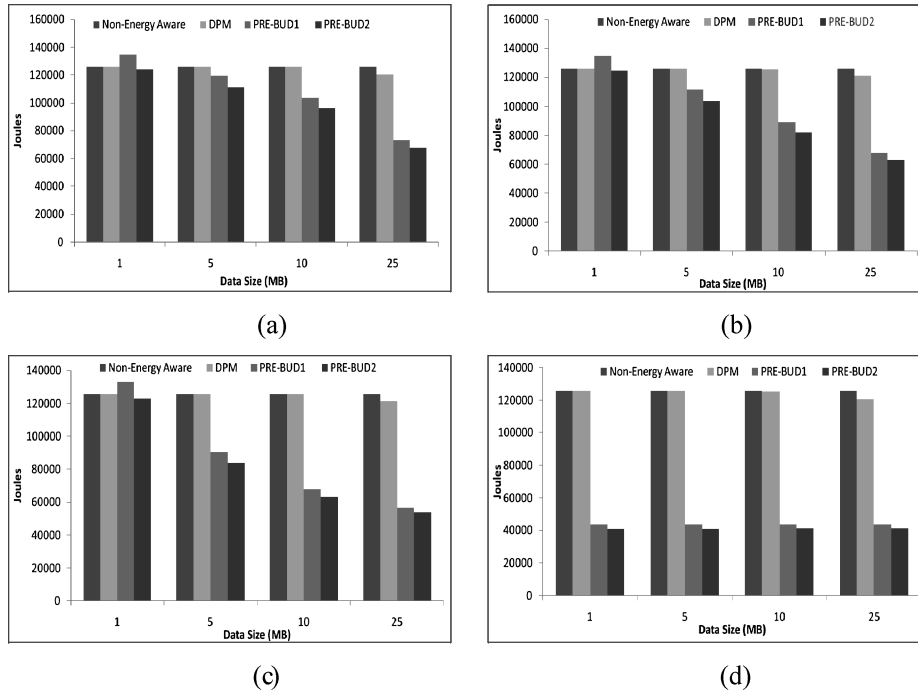 Non-Energy Aware DPM PRE-BUD1 PRE-BUD2
160000
140000
120000
100000
80000
60000
40000
20000
0
Joules
1 5 10 25
Data Size (MB)
(a)
Non-Energy Aware DPM PRE-BUD1 PRE-BUD2
160000
140000
120000
100000
80000
60000
40000
20000
0
Joules
1 5 10 25
Data Size (MB)
(b)
Non-Energy Aware DPM PRE-BUD1 PRE-BUD2
140000
120000
100000
80000
60000
40000
20000
0
Joules
1 5 10 25
Data Size (MB)
(c)
Non-Energy Aware DPM PRE-BUD1 PRE-BUD2
140000
120000
100000
80000
60000
40000
20000
0
Joules
1 5 10 25
Data Size (MB)
(d)